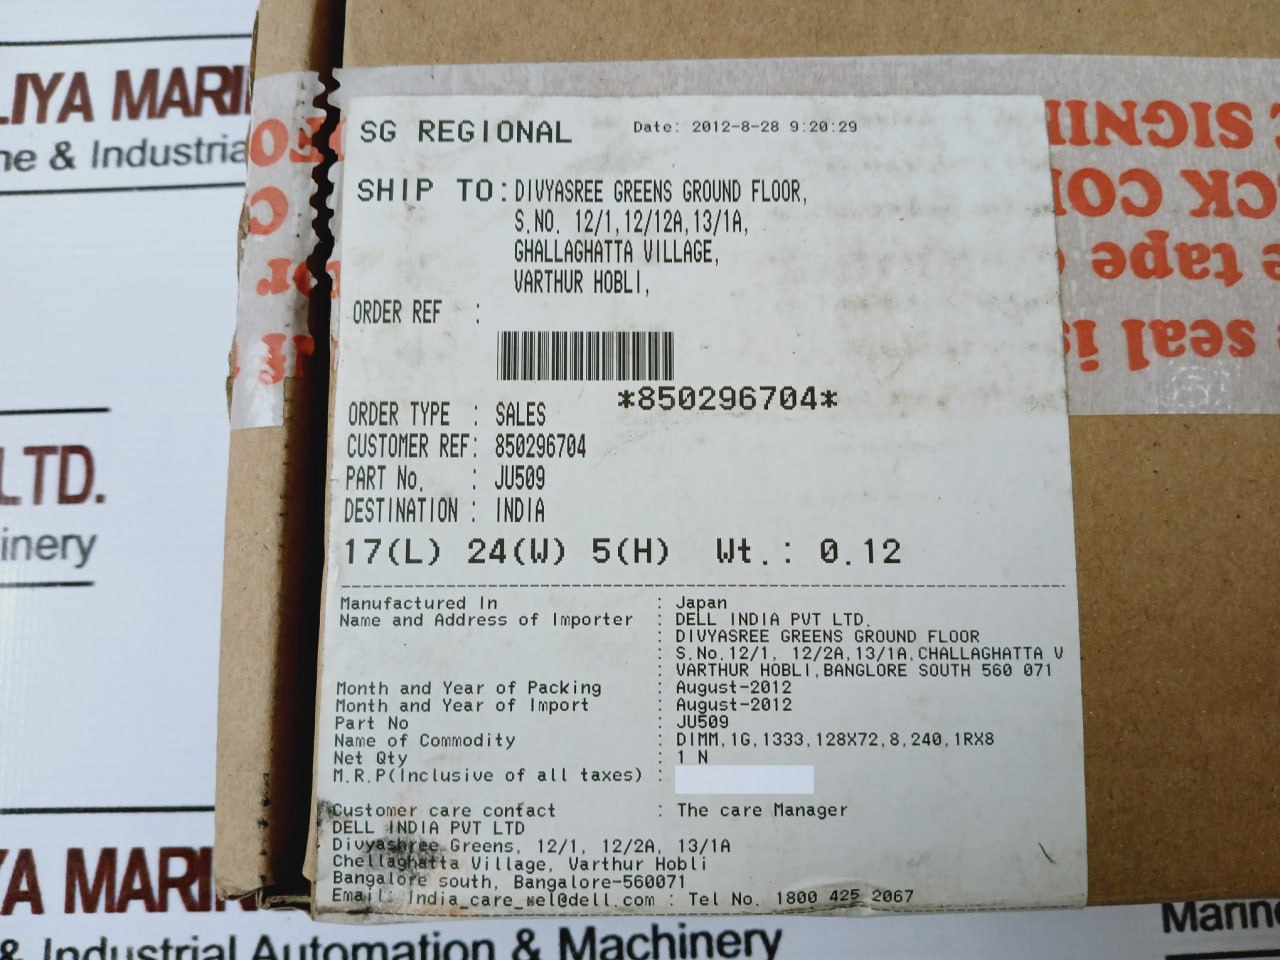 LIYA MARI
ne & Industria
LTD.
inery
SG REGIONAL Date: 2012-8-28 9:20:29
SHIP TO: DIVYASREE GREENS GROUND FLOOR,
S.NO. 12/1,12/12A,13/1A,
GHALLAGHATTA VILLAGE,
VARTHUR HOBLI,
ORDER REF :
*850296704*
ORDER TYPE : SALES
CUSTOMER REF: 850296704
PART No. : JU509
DESTINATION : INDIA
17(L) 24(W) 5(H) Wt.: 0.12
Manufactured In : Japan
Name and Address of Importer : DELL INDIA PVT LTD.
: DIVYASREE GREENS GROUND FLOOR
: S.No.12/1, 12/2A,13/1A,CHALLAGHATTA V
: VARTHUR HOBLI,BANGLORE SOUTH 560 071
Month and Year of Packing : August-2012
Month and Year of Import : August-2012
Part No : JU509
Name of Commodity : DIMM,1G,1333,128X72,8,240,1RX8
Net Qty : 1 N
M.R.P(Inclusive of all taxes) :
Customer care contact : The care Manager
DELL INDIA PVT LTD
Divyashree Greens, 12/1, 12/2A, 13/1A
Chellaghatta Village, Varthur Hobli
Bangalore south, Bangalore-560071
Email: India_care_mel@dell.com : Tel No. 1800 425 2067
seal is
tape
CK CO
SIGNI
YA MARIN
& Industrial Automation & Machinery
Marine